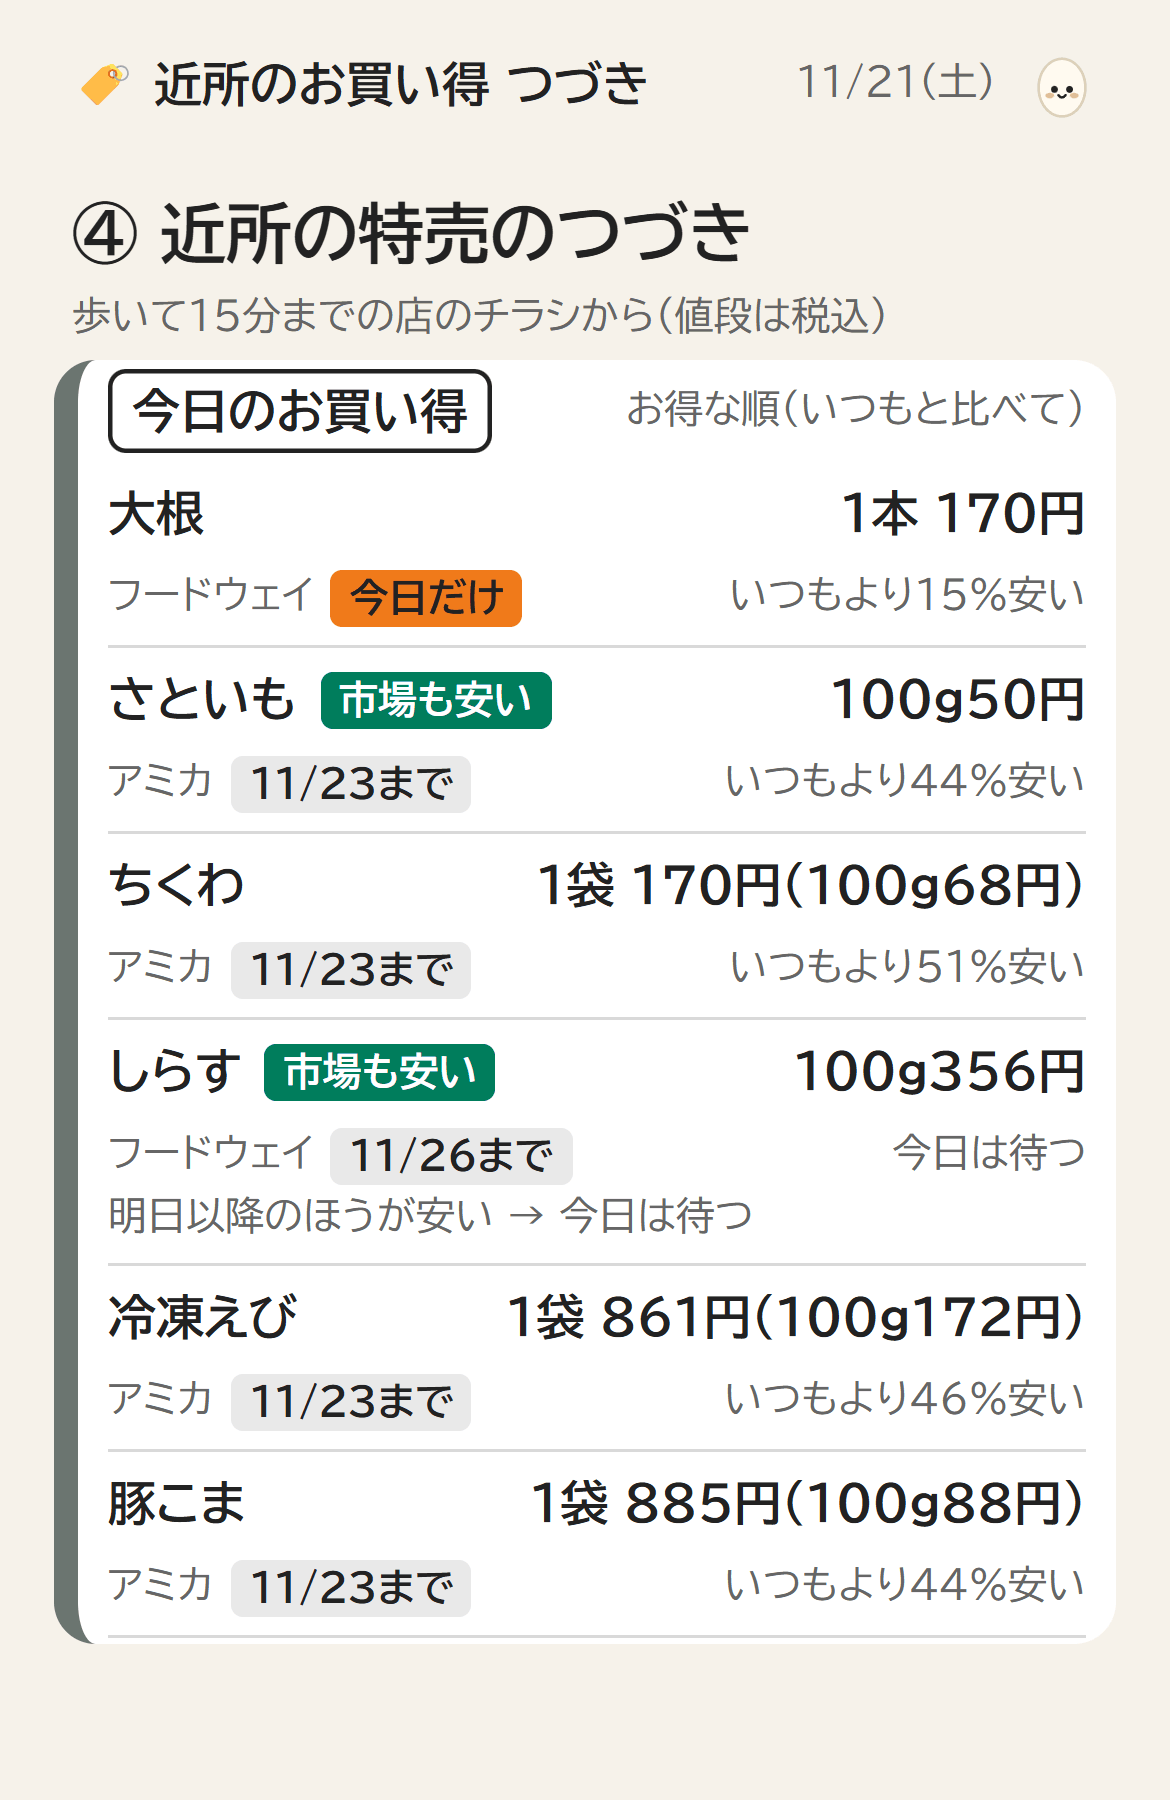 近所のお買い得 つづき 11/21(土)
④ 近所の特売のつづき
歩いて15分までの店のチラシから(値段は税込)
今日のお買い得 お得な順(いつもと比べて)
大根 1本 170円
フードウェイ 今日だけ いつもより15%安い
さといも 市場も安い 100g50円
アミカ 11/23まで いつもより44%安い
ちくわ 1袋 170円(100g68円)
アミカ 11/23まで いつもより51%安い
しらす 市場も安い 100g356円
フードウェイ 11/26まで 今日は待つ
明日以降のほうが安い → 今日は待つ
冷凍えび 1袋 861円(100g172円)
アミカ 11/23まで いつもより46%安い
豚こま 1袋 885円(100g88円)
アミカ 11/23まで いつもより44%安い